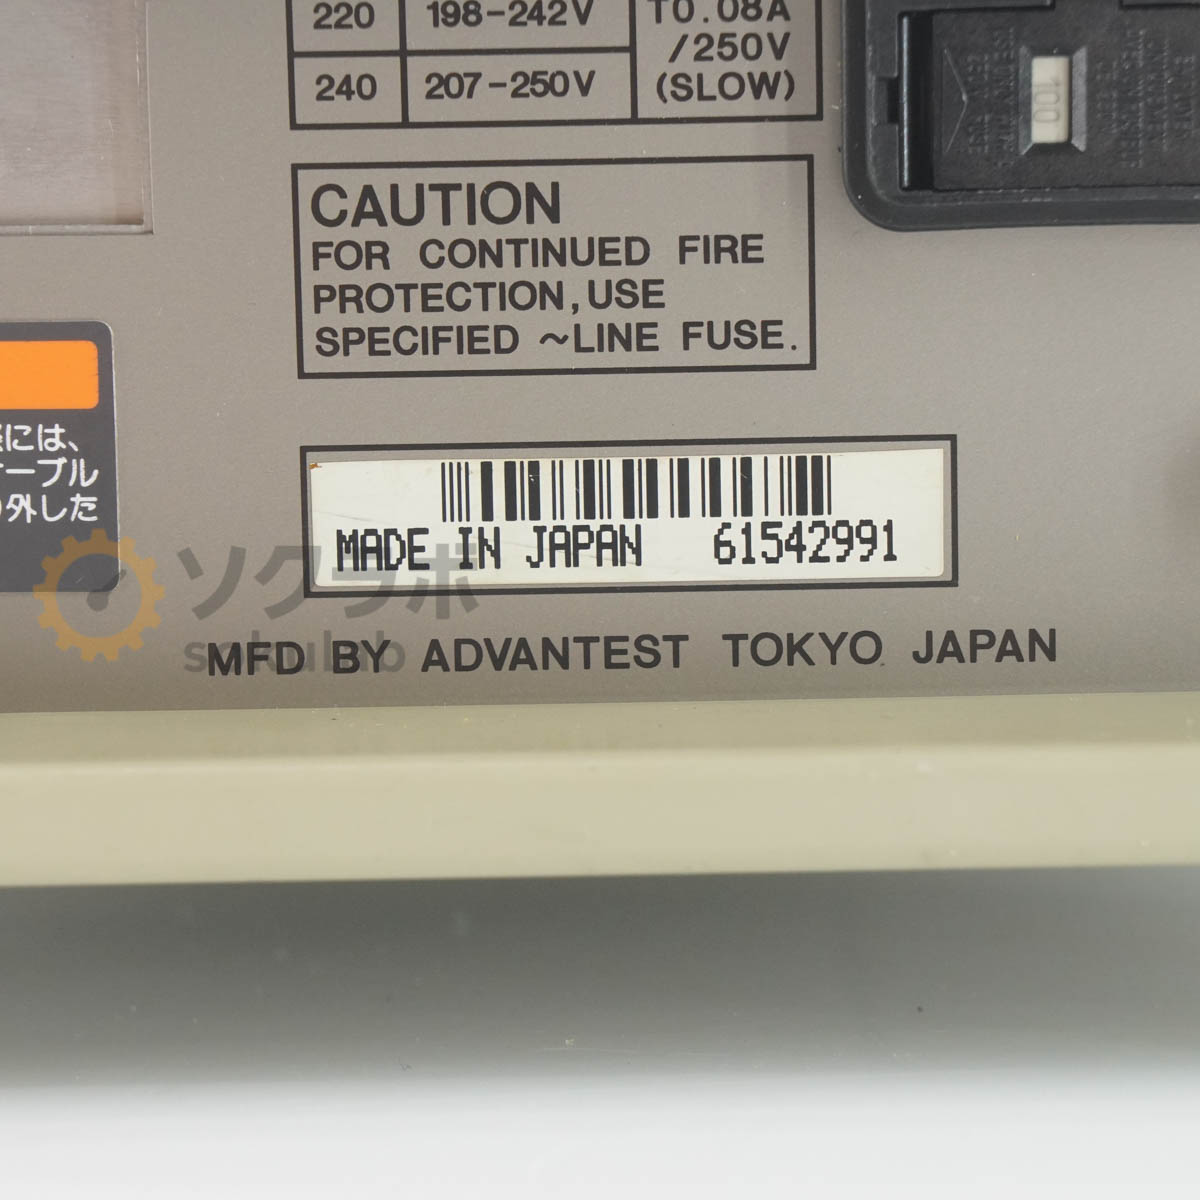 220 198-242V T0.08A
/250V
240 207-250V (SLOW)
100
CAUTION
FOR CONTINUED FIRE
PROTECTION, USE
SPECIFIED ~LINE FUSE.
には、
ーブル
外した
MADE IN JAPAN 61542991
ソクラボ
sokulab
MFD BY ADVANTEST TOKYO JAPAN